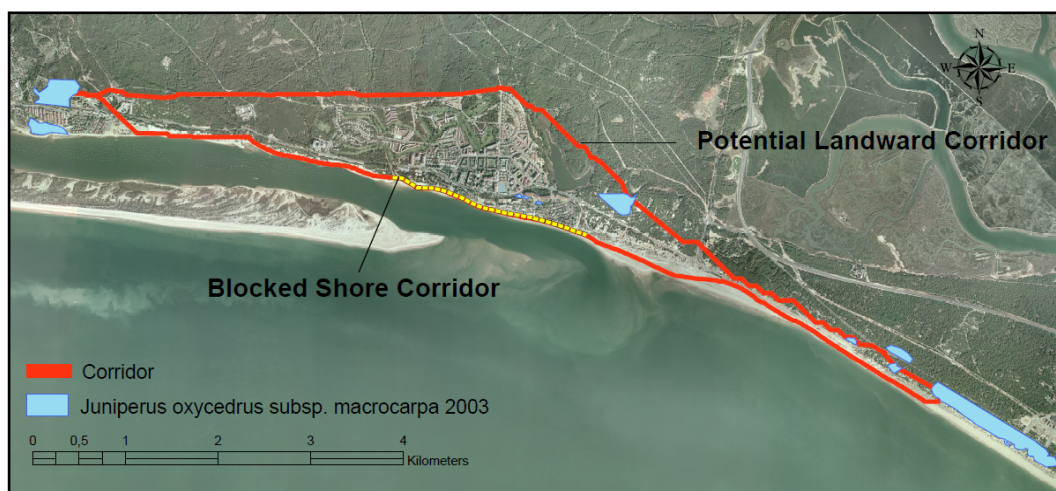 N
W E
S
Potential Landward Corridor
Blocked Shore Corridor
Corridor
Juniperus oxycedrus subsp. macrocarpa 2003
0 0,5 1 2 3 4
Kilometers